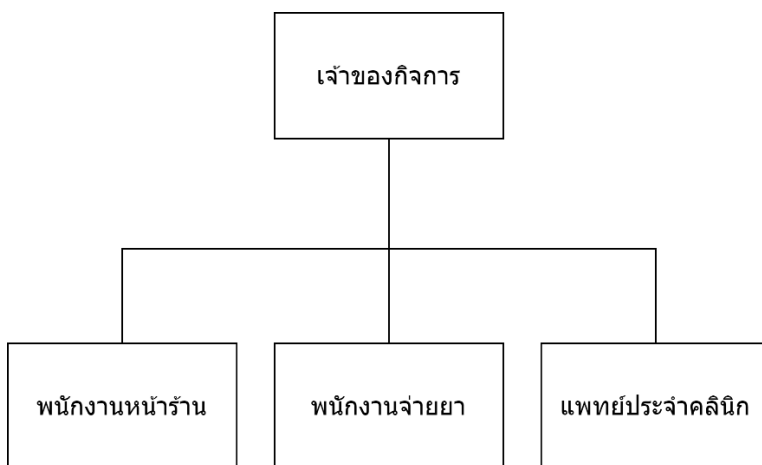 เจ้าของกิจการ
พนักงานหน้าร้าน
พนักงานจ่ายยา
แพทย์ประจำคลินิก